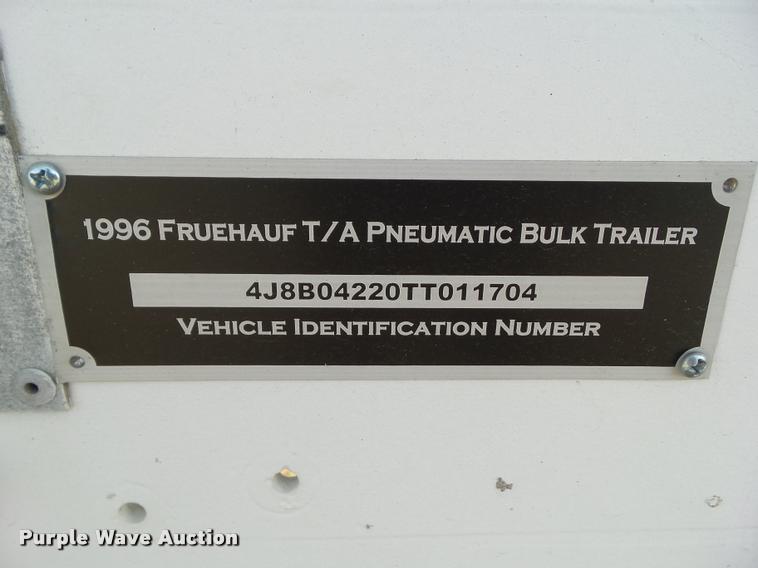 1996 Fruehauf T/A Pneumatic Bulk Trailer
4J8B04220TT011704
Vehicle Identification Number
Purple Wave Auction